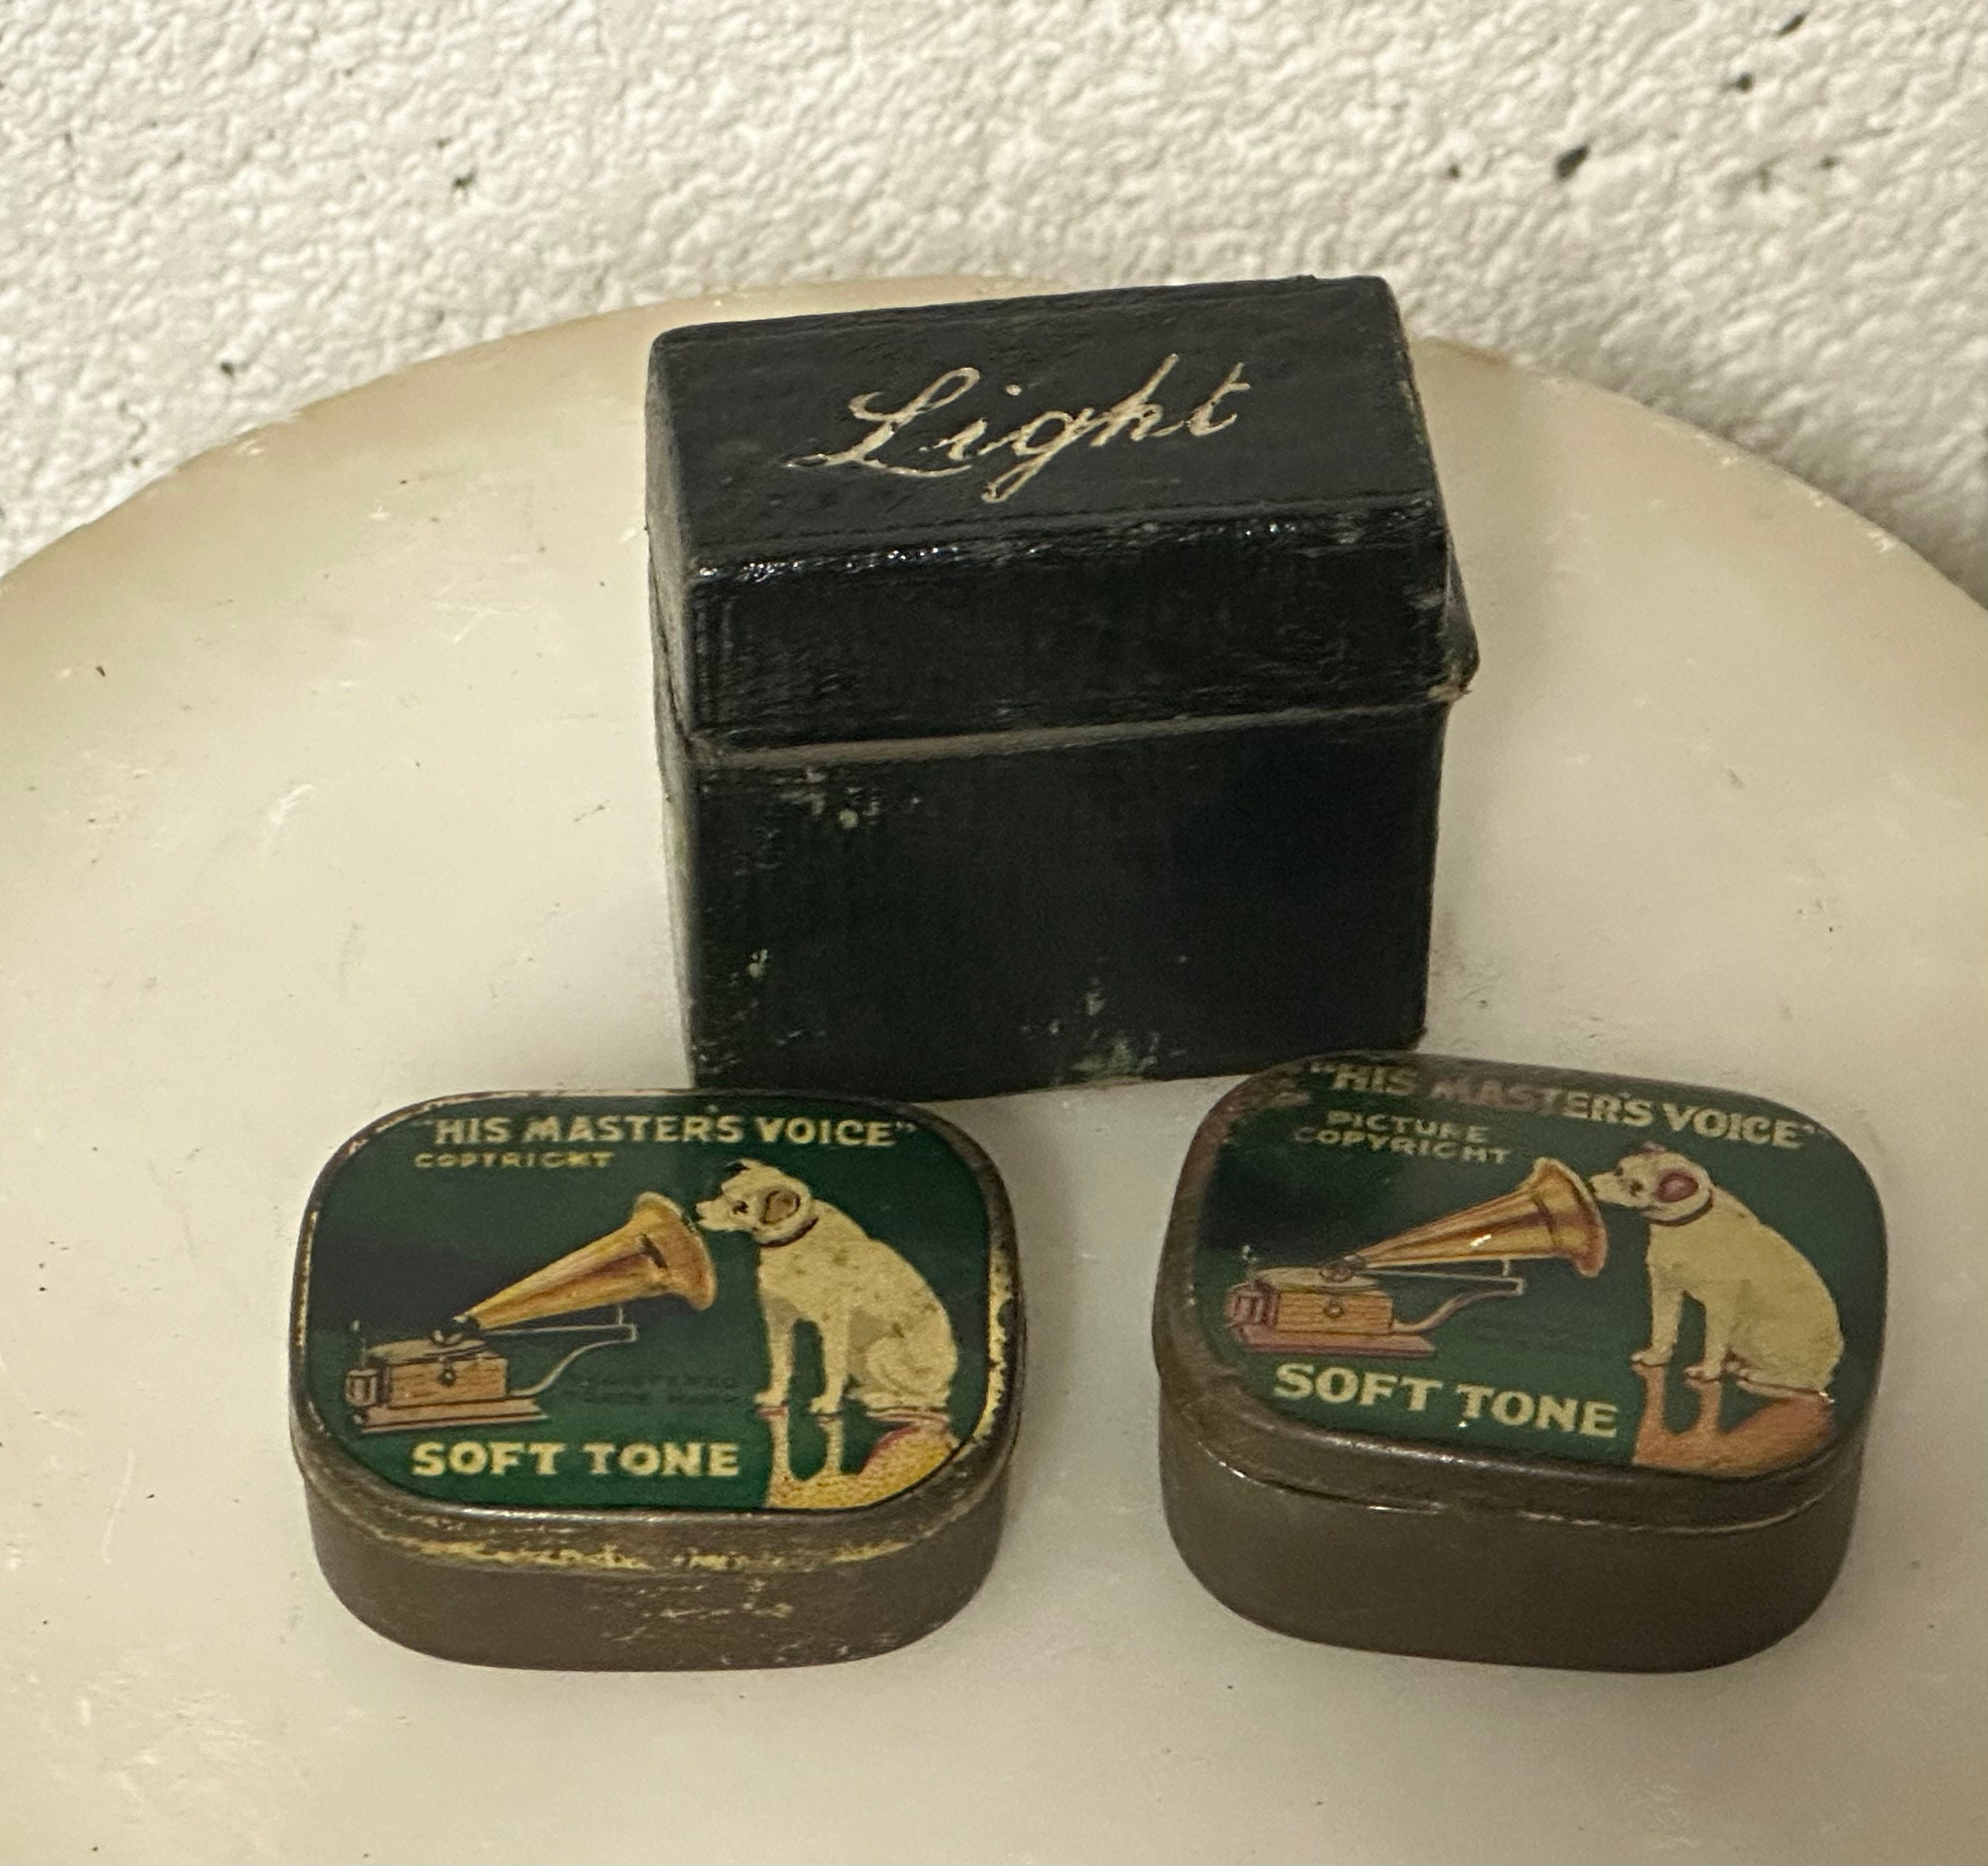 Light
"HIS MASTER'S VOICE"
COPYRIGHT
SOFT TONE
"HIS MASTER'S VOICE"
PICTURE
COPYRIGHT
SOFT TONE